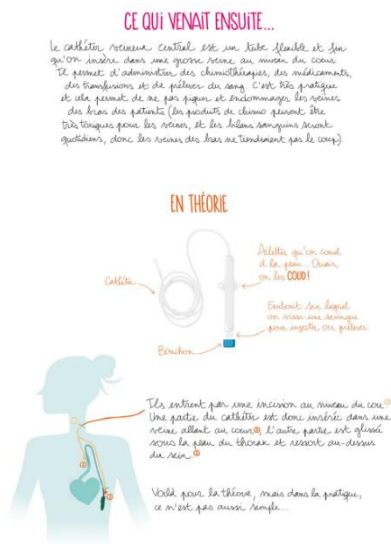 CE QUI VENAIT ENSUITE...
Le cathéter veineux central est un tube flexible et fin
qu'on insère dans une grosse veine au niveau du coeur.
Il permet d'administrer des chimiothérapies, des médicaments,
des transfusions et de prélever du sang. C'est très pratique
et cela permet de ne pas piquer et endommager les veines
des bras des patients (les produits de chimio peuvent être
très toxiques pour les veines, et les bilans sanguins seront
quotidiens, donc les veines des bras ne tiendraient pas le coup).
EN THÉORIE
Ailettes qu'on coud
à la peau... Ouais,
on les COUD !
Cathéter
Embout sur lequel
on visse une seringue
pour injecter ou prélever
Bouchon
Ils entrent par une incision au niveau du cou ①
Une partie du cathéter est donc insérée dans une
veine allant au coeur ②, l'autre partie est glissée
sous la peau du thorax et ressort au-dessus
du sein. ③
Voilà pour la théorie, mais dans la pratique,
ce n'est pas aussi simple...